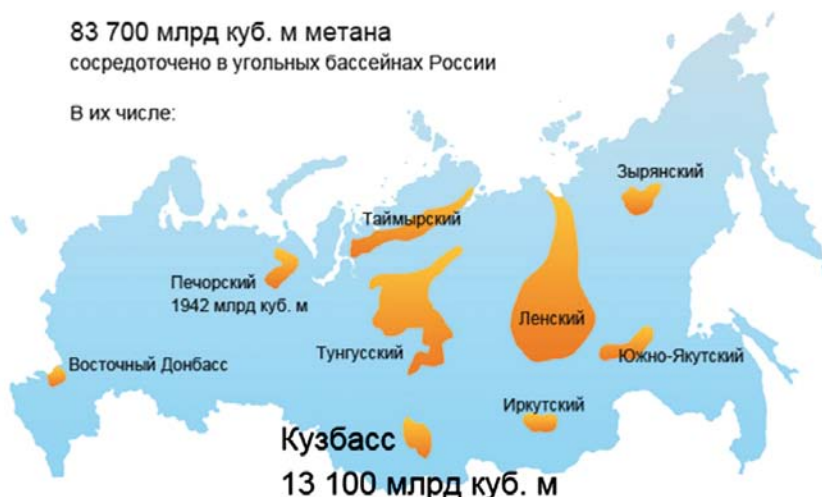 83 700 млрд куб. м метана
сосредоточено в угольных бассейнах России
В их числе:
Зырянский
Таймырский
Печорский
1942 млрд куб. м
Ленский
Тунгусский
Южно-Якутский
Восточный Донбасс
Иркутский
Кузбасс
13 100 млрд куб. м